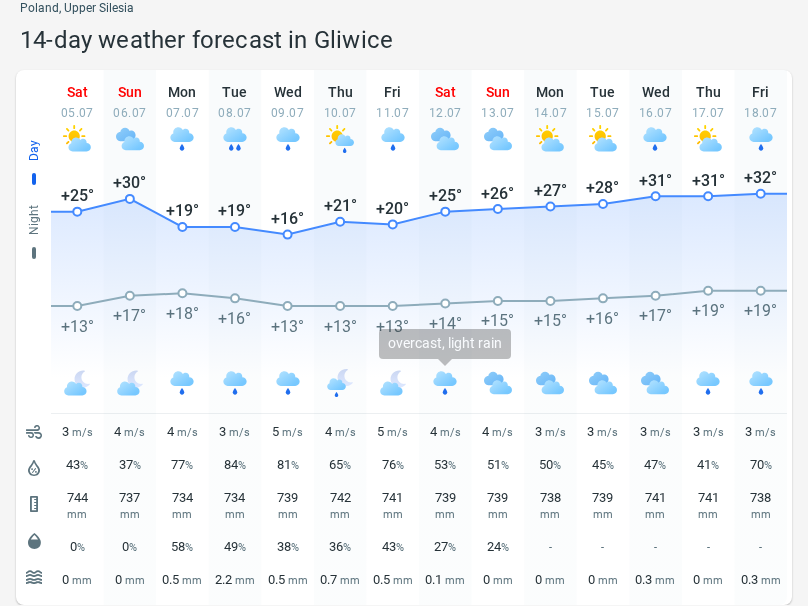 Poland, Upper Silesia
14-day weather forecast in Gliwice
Sat Sun Mon Tue Wed Thu Fri Sat Sun Mon Tue Wed Thu Fri
05.07 06.07 07.07 08.07 09.07 10.07 11.07 12.07 13.07 14.07 15.07 16.07 17.07 18.07
Day
+25° +30° +19° +19° +16° +21° +20° +25° +26° +27° +28° +31° +31° +32°
Night
+13° +17° +18° +16° +13° +13° +13° +14° +15° +15° +16° +17° +19° +19°
overcast, light rain
3 m/s 4 m/s 4 m/s 3 m/s 5 m/s 4 m/s 5 m/s 4 m/s 4 m/s 3 m/s 3 m/s 3 m/s 3 m/s 3 m/s
43% 37% 77% 84% 81% 65% 76% 53% 51% 50% 45% 47% 41% 70%
744 737 734 734 739 742 741 739 739 738 739 741 741 738
mm mm mm mm mm mm mm mm mm mm mm mm mm mm
0% 0% 58% 49% 38% 36% 43% 27% 24% - - - - -
0 mm 0 mm 0.5 mm 2.2 mm 0.5 mm 0.7 mm 0.5 mm 0.1 mm 0 mm 0 mm 0 mm 0.3 mm 0 mm 0.3 mm